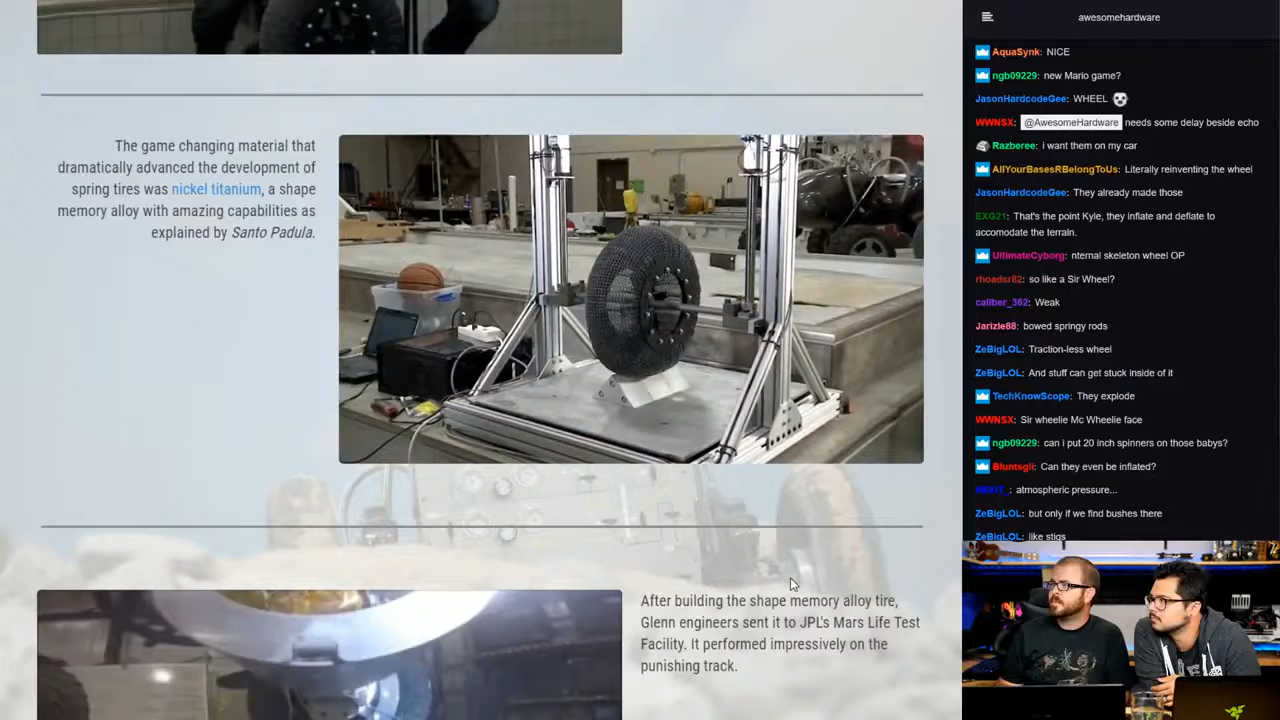 The game changing material that
dramatically advanced the development of
spring tires was nickel titanium, a shape
memory alloy with amazing capabilities as
explained by Santo Padula.
After building the shape memory alloy tire,
Glenn engineers sent it to JPL's Mars Life Test
Facility. It performed impressively on the
punishing track.
awesomehardware
AquaSynk: NICE
ngb09229: new Mario game?
JasonHardcodeGee: WHEEL
WWNSX: @AwesomeHardware needs some delay beside echo
Razberee: i want them on my car
AllYourBasesRBelongToUs: Literally reinventing the wheel
JasonHardcodeGee: They already made those
EXG21: That's the point Kyle, they inflate and deflate to
accomodate the terrain.
UltimateCyborg: nternal skeleton wheel OP
rhoadsr82: so like a Sir Wheel?
caliber_362: Weak
Jarizle88: bowed springy rods
ZeBigLOL: Traction-less wheel
ZeBigLOL: And stuff can get stuck inside of it
TechKnowScope: They explode
WWNSX: Sir wheelie Mc Wheelie face
ngb09229: can i put 20 inch spinners on those babys?
Bluntsgli: Can they even be inflated?
: atmospheric pressure...
ZeBigLOL: but only if we find bushes there
ZeBigLOL: like stigs